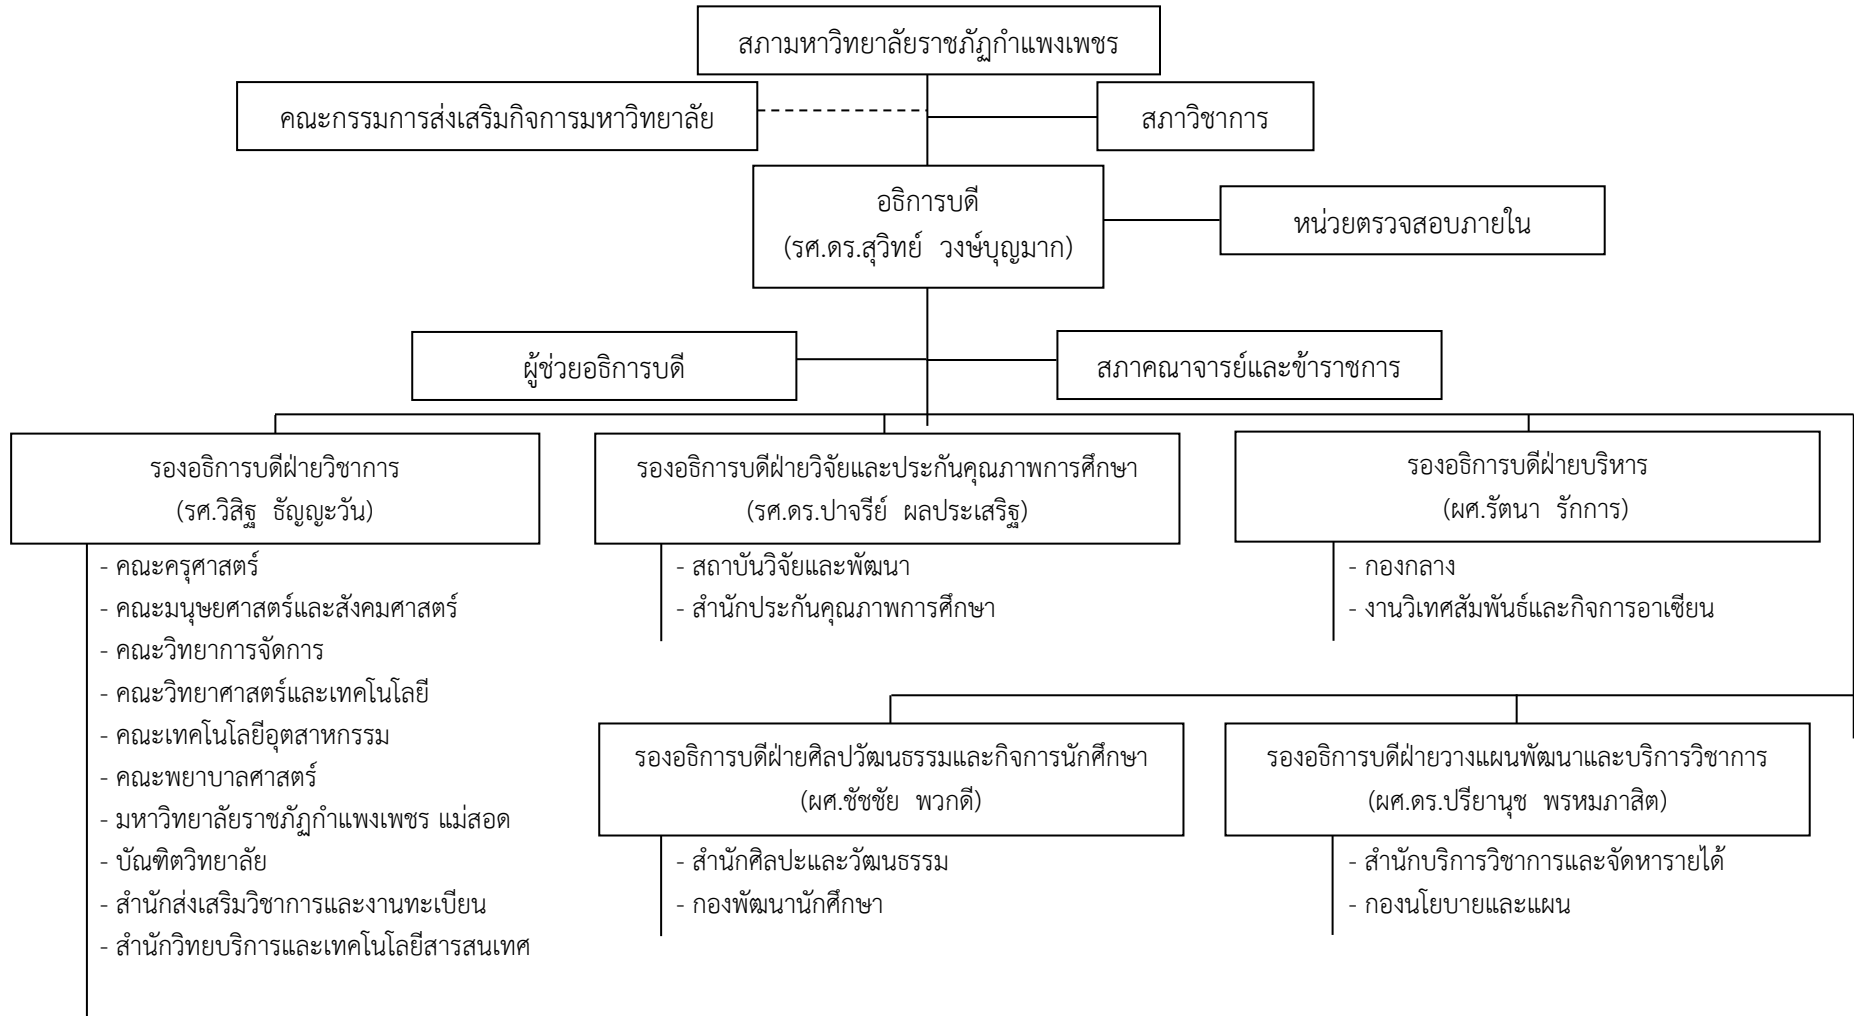 สภามหาวิทยาลัยราชภัฏกำแพงเพชร
คณะกรรมการส่งเสริมกิจการมหาวิทยาลัย
สภาวิชาการ
อธิการบดี
(รศ.ดร.สุวิทย์ วงษ์บุญมาก)
หน่วยตรวจสอบภายใน
ผู้ช่วยอธิการบดี
สภาคณาจารย์และข้าราชการ
รองอธิการบดีฝ่ายวิชาการ
(รศ.วิสิฐ ธัญญะวัน)
- คณะครุศาสตร์
- คณะมนุษยศาสตร์และสังคมศาสตร์
- คณะวิทยาการจัดการ
- คณะวิทยาศาสตร์และเทคโนโลยี
- คณะเทคโนโลยีอุตสาหกรรม
- คณะพยาบาลศาสตร์
- มหาวิทยาลัยราชภัฏกำแพงเพชร แม่สอด
- บัณฑิตวิทยาลัย
- สำนักส่งเสริมวิชาการและงานทะเบียน
- สำนักวิทยบริการและเทคโนโลยีสารสนเทศ
รองอธิการบดีฝ่ายวิจัยและประกันคุณภาพการศึกษา
(รศ.ดร.ปาจรีย์ ผลประเสริฐ)
- สถาบันวิจัยและพัฒนา
- สำนักประกันคุณภาพการศึกษา
รองอธิการบดีฝ่ายบริหาร
(ผศ.รัตนา รักการ)
- กองกลาง
- งานวิเทศสัมพันธ์และกิจการอาเซียน
รองอธิการบดีฝ่ายศิลปวัฒนธรรมและกิจการนักศึกษา
(ผศ.ชัชชัย พวกดี)
- สำนักศิลปะและวัฒนธรรม
- กองพัฒนานักศึกษา
รองอธิการบดีฝ่ายวางแผนพัฒนาและบริการวิชาการ
(ผศ.ดร.ปรียานุช พรหมภาสิต)
- สำนักบริการวิชาการและจัดหารายได้
- กองนโยบายและแผน